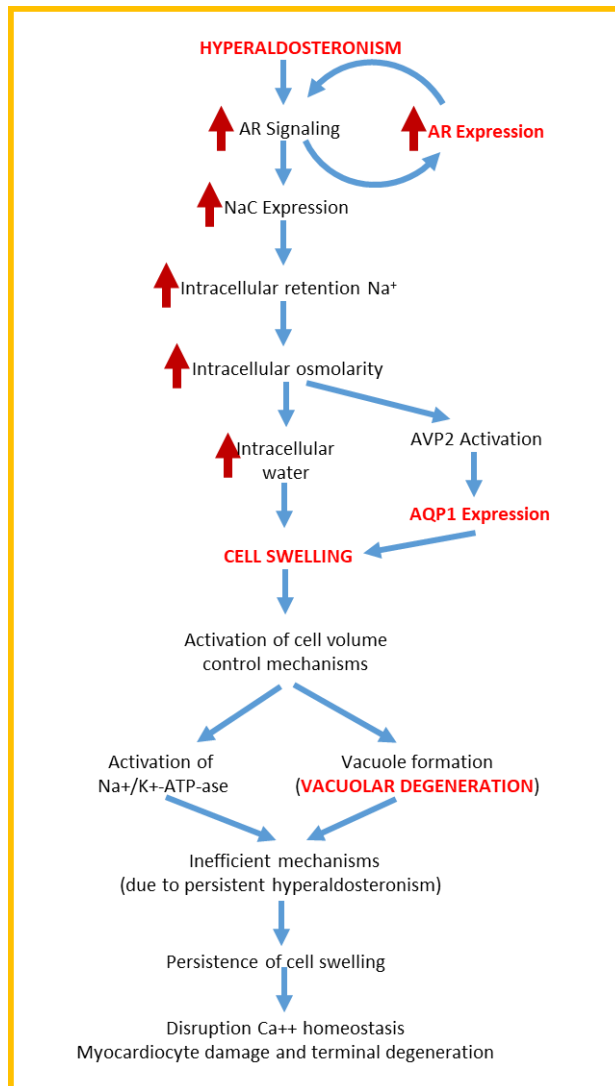 HYPERALDOSTERONISM
AR Signaling
AR Expression
NaC Expression
Intracellular retention Na⁺
Intracellular osmolarity
Intracellular
water
AVP2 Activation
AQP1 Expression
CELL SWELLING
Activation of cell volume
control mechanisms
Activation of
Na+/K+-ATP-ase
Vacuole formation
(VACUOLAR DEGENERATION)
Inefficient mechanisms
(due to persistent hyperaldosteronism)
Persistence of cell swelling
Disruption Ca++ homeostasis
Myocardiocyte damage and terminal degeneration